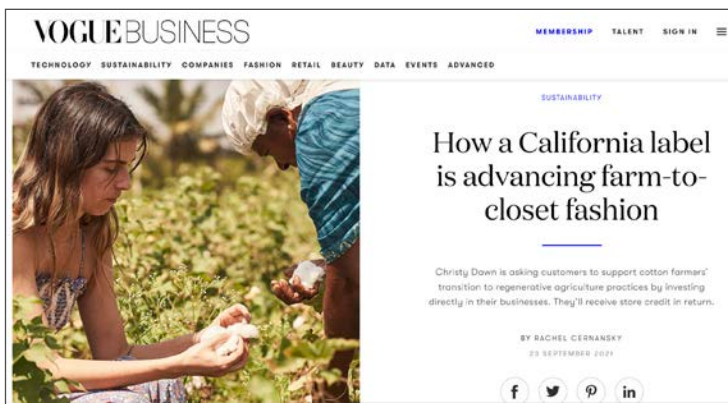 VOGUE BUSINESS
MEMBERSHIP TALENT SIGN IN
TECHNOLOGY SUSTAINABILITY COMPANIES FASHION RETAIL BEAUTY DATA EVENTS ADVANCED
SUSTAINABILITY
How a California label
is advancing farm-to-
closet fashion
Christy Dawn is asking customers to support cotton farmers'
transition to regenerative agriculture practices by investing
directly in their businesses. They'll receive store credit in return.
BY RACHEL CERNANSKY
23 SEPTEMBER 2021